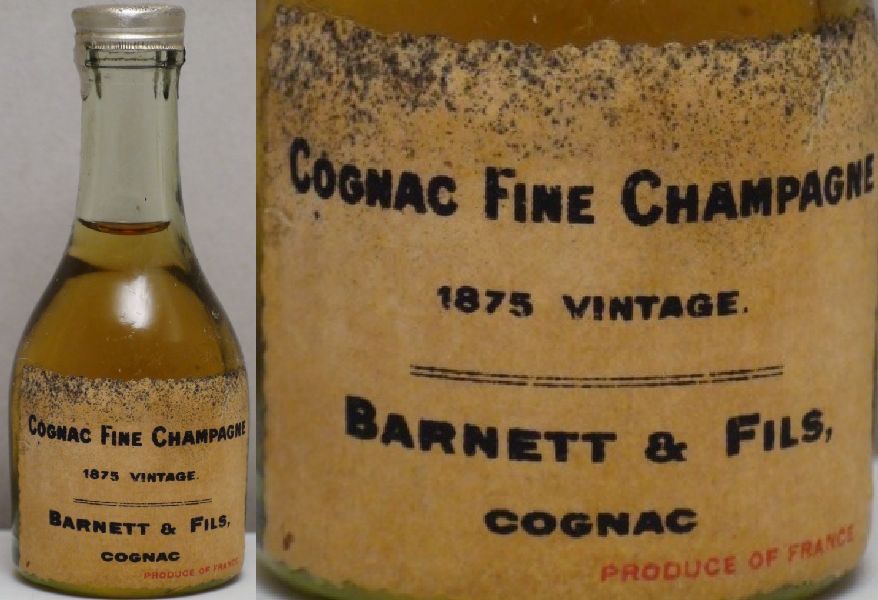 COGNAC FINE CHAMPAGNE
1875 VINTAGE.
BARNETT & FILS,
COGNAC
PRODUCE OF FRANCE
COGNAC FINE CHAMPAGNE
1875 VINTAGE.
BARNETT & FILS,
COGNAC
PRODUCE OF FRANCE